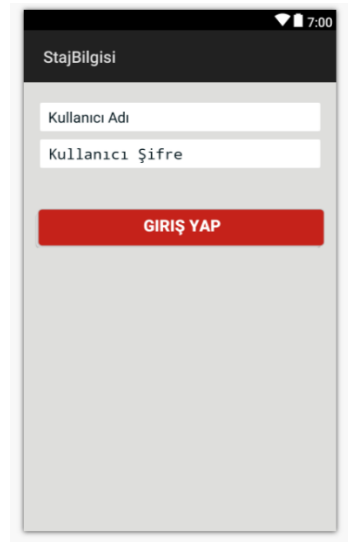 7:00
StajBilgisi
Kullanıcı Adı
Kullanıcı Şifre
GIRIŞ YAP